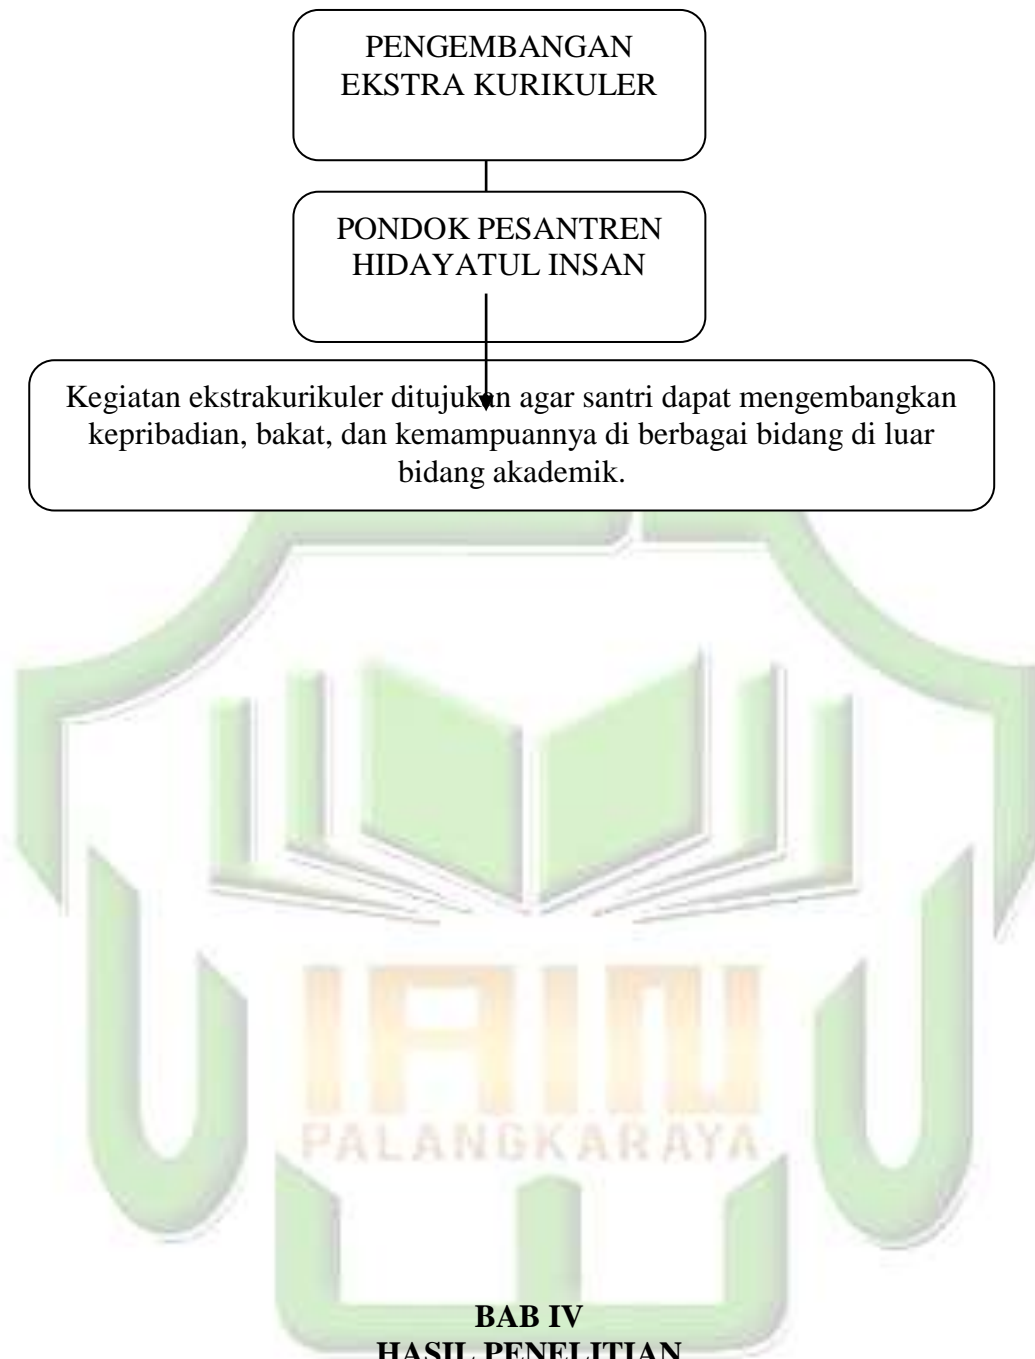 PENGEMBANGAN
EKSTRA KURIKULER
PONDOK PESANTREN
HIDAYATUL INSAN
Kegiatan ekstrakurikuler ditujukan agar santri dapat mengembangkan
kepribadian, bakat, dan kemampuannya di berbagai bidang di luar
bidang akademik.
IAIN
PALANGKARAYA
BAB IV
HASIL PENELITIAN